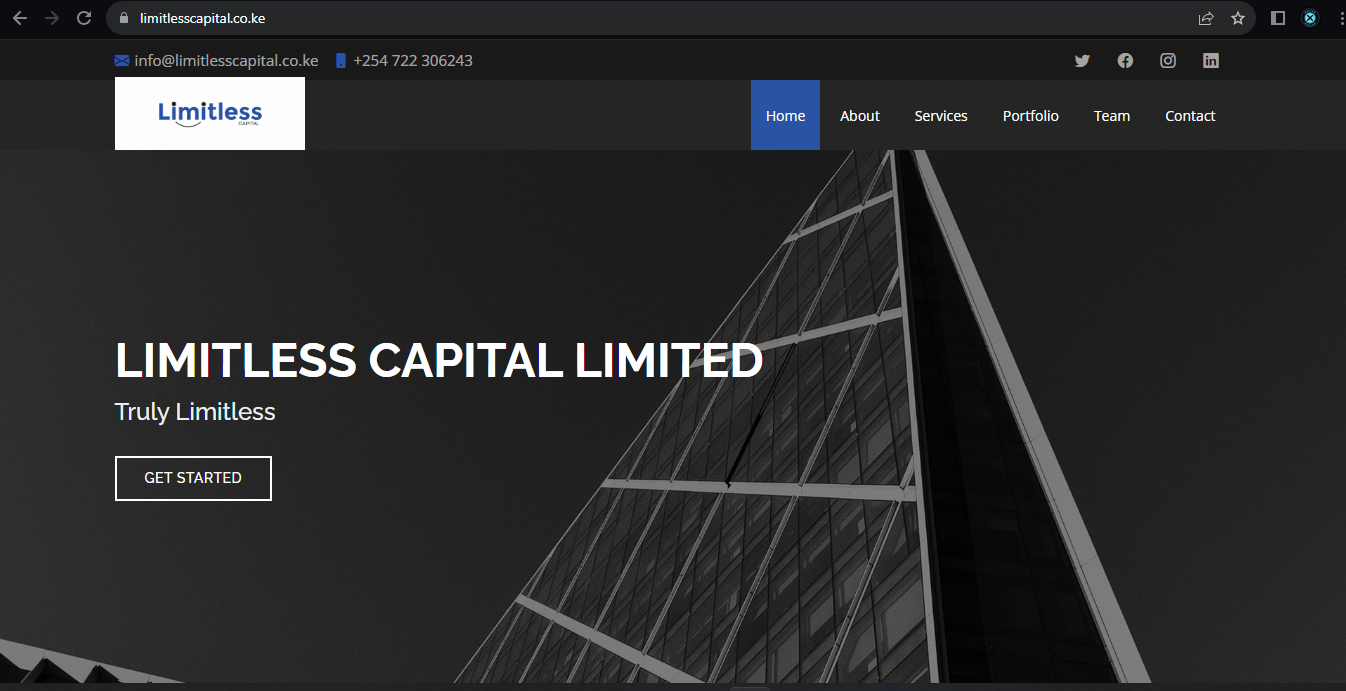 limitlesscapital.co.ke
info@limitlesscapital.co.ke +254 722 306243
Limitless
CAPITAL
Home About Services Portfolio Team Contact
LIMITLESS CAPITAL LIMITED
Truly Limitless
GET STARTED